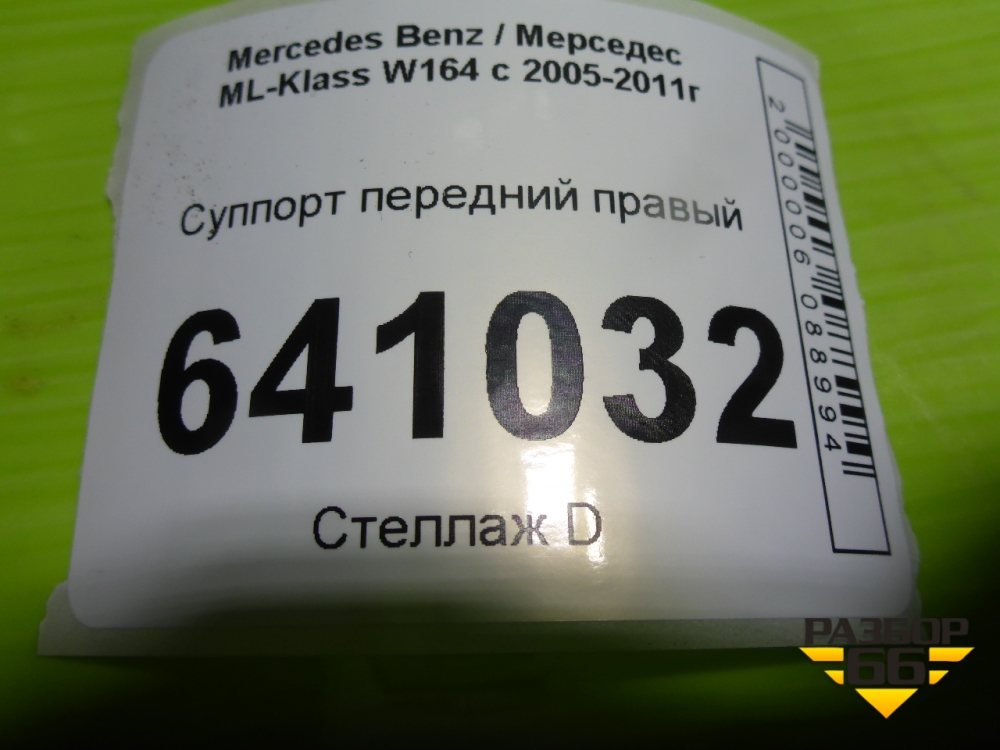 Mercedes Benz / Мерседес
ML-Klass W164 с 2005-2011г
Суппорт передний правый
641032
Стеллаж D
2000006088994
РАЗБОР
66